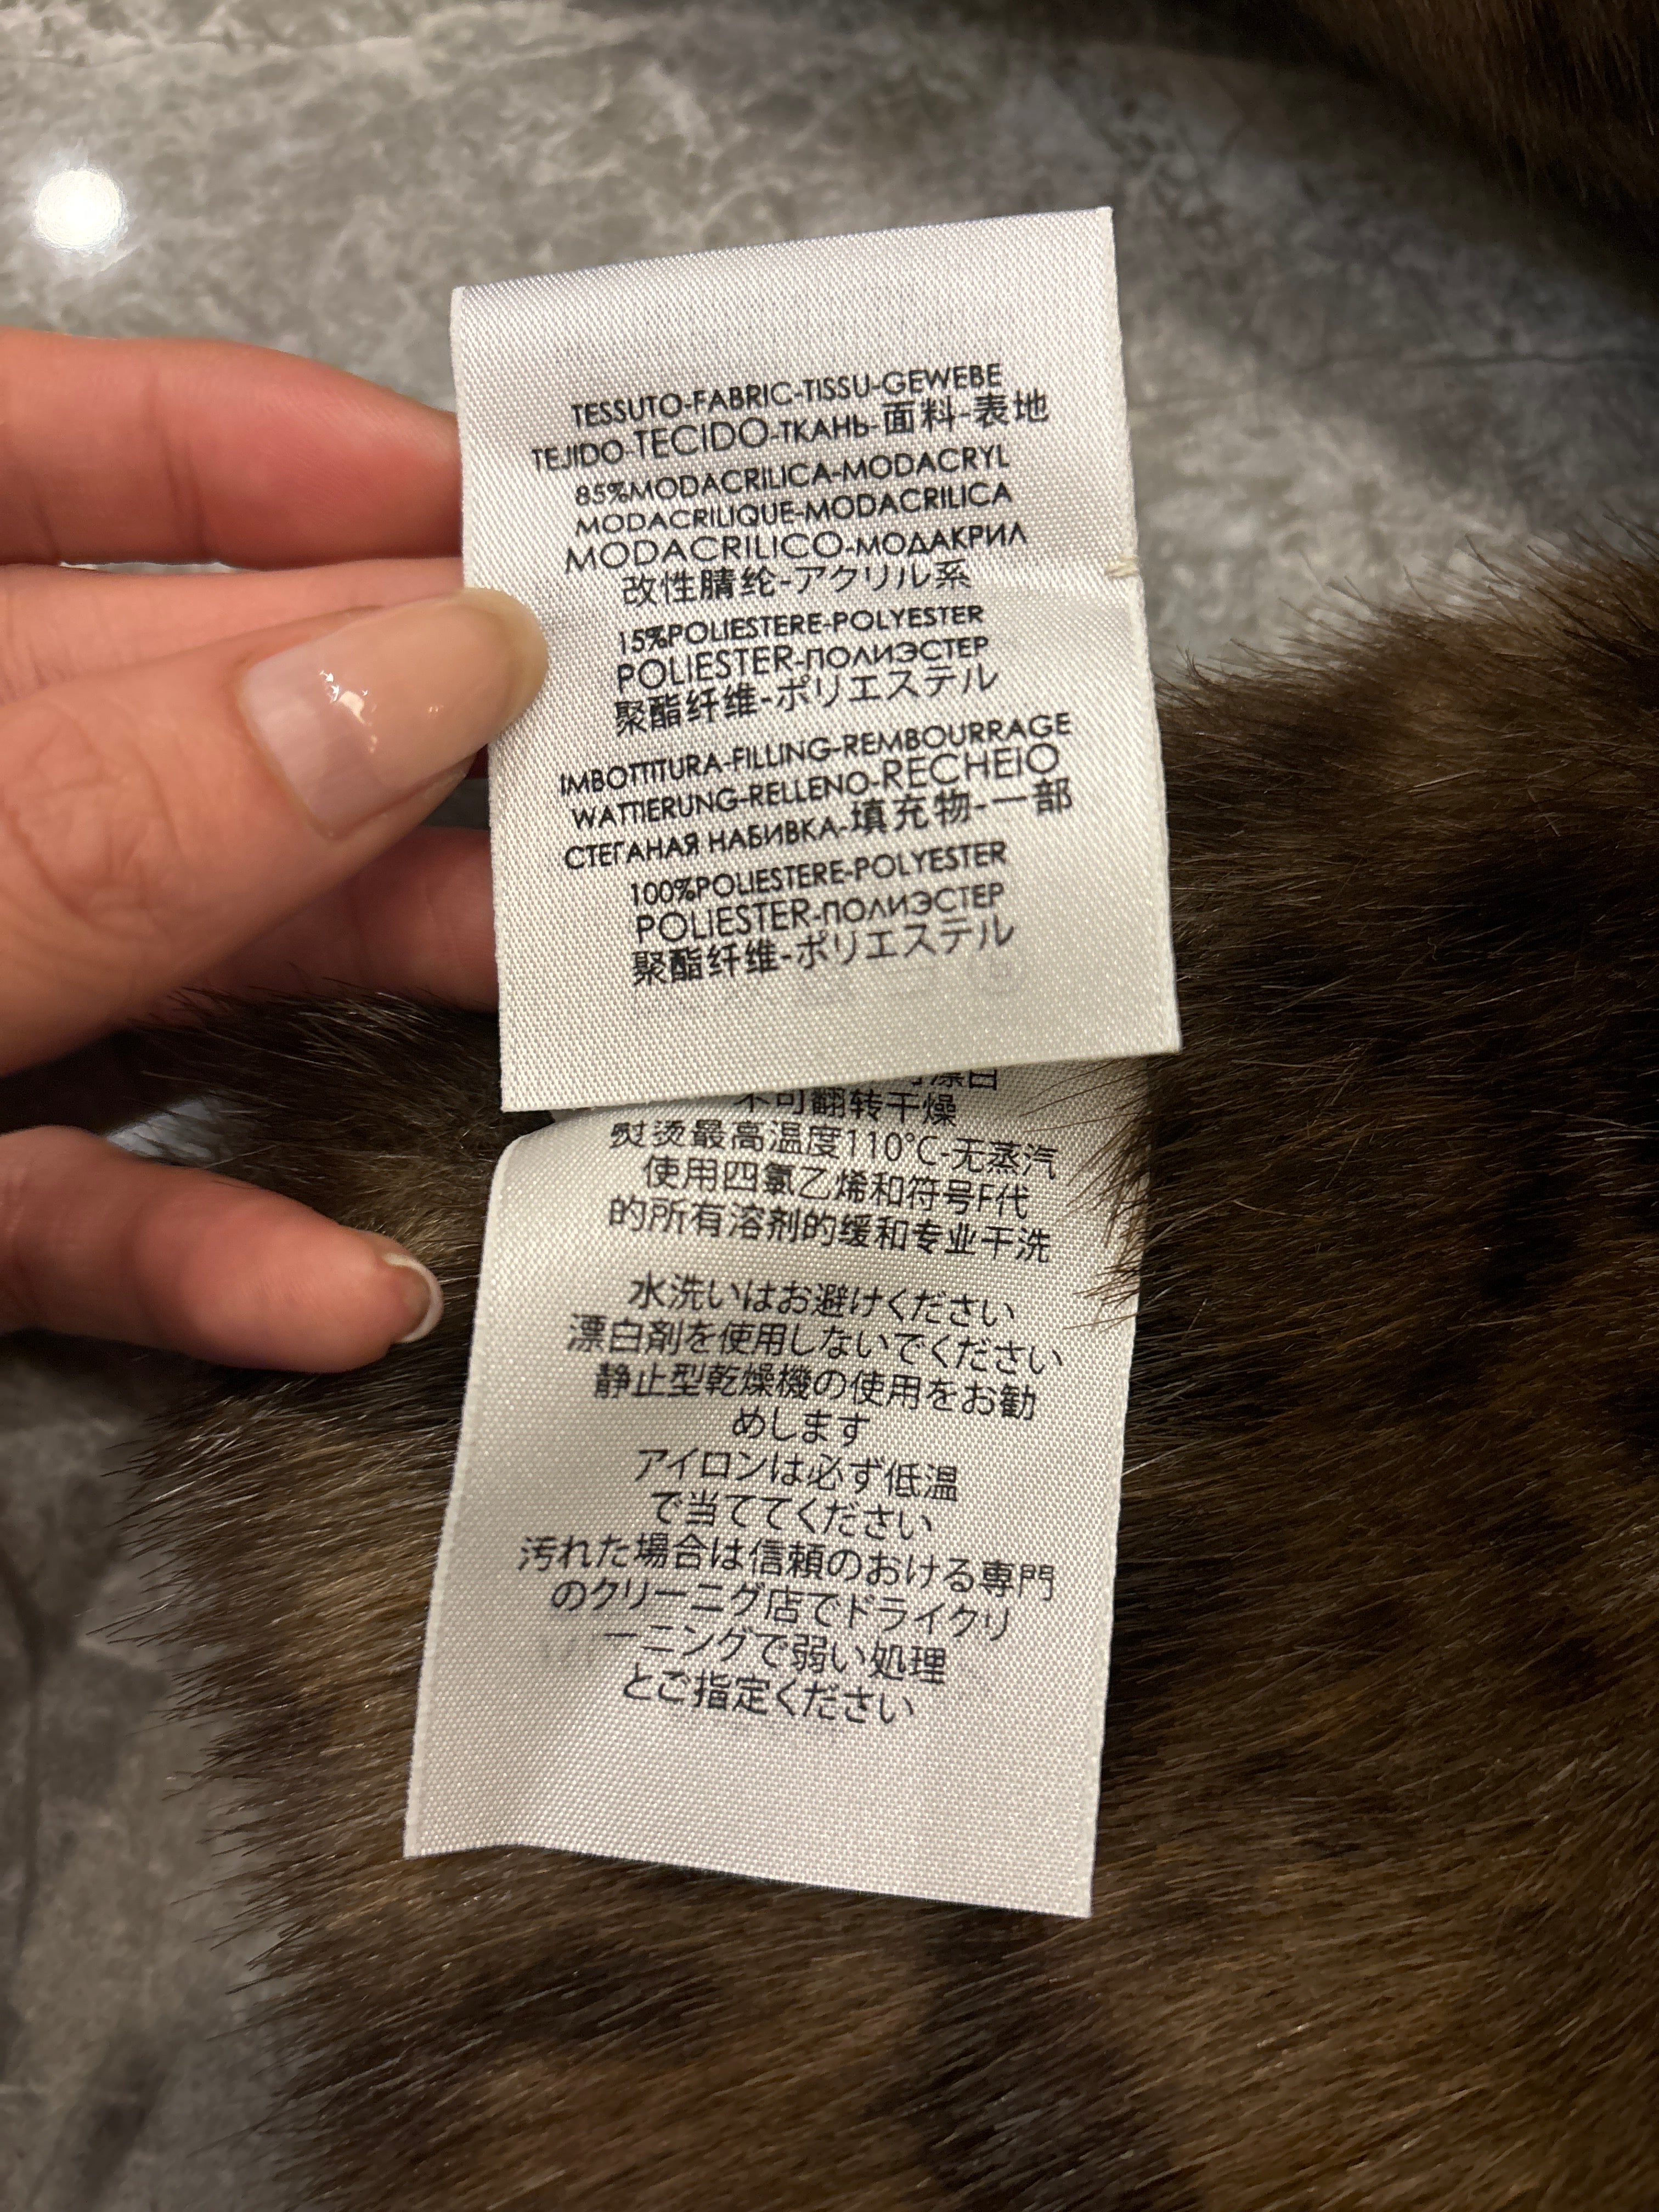 TESSUTO-FABRIC-TISSU-GEWEBE
TEJIDO-TECIDO-ТКАНЬ-面料-表地
85%MODACRILICA-MODACRYL
MODACRILIQUE-MODACRILICA
MODACRILICO-МОДАКРИЛ
改性腈纶-アクリル系
15%POLIESTERE-POLYESTER
POLIESTER-ПОЛИЭСТЕР
聚酯纤维-ポリエステル
IMBOTTITURA-FILLING-REMBOURRAGE
WATTIERUNG-RELLENO-RECHEIO
СТЕГАНАЯ НАБИВКА-填充物-一部
100%POLIESTERE-POLYESTER
POLIESTER-ПОЛИЭСТЕР
聚酯纤维-ポリエステル
漂白
不可翻转干燥
熨烫最高温度110°C-无蒸汽
使用四氯乙烯和符号F代
的所有溶剂的缓和专业干洗
水洗いはお避けください
漂白剤を使用しないでください
静止型乾燥機の使用をお勧
めします
アイロンは必ず低温
で当ててください
汚れた場合は信頼のおける専門
のクリーニング店でドライクリ
ーニングで弱い処理
とご指定ください